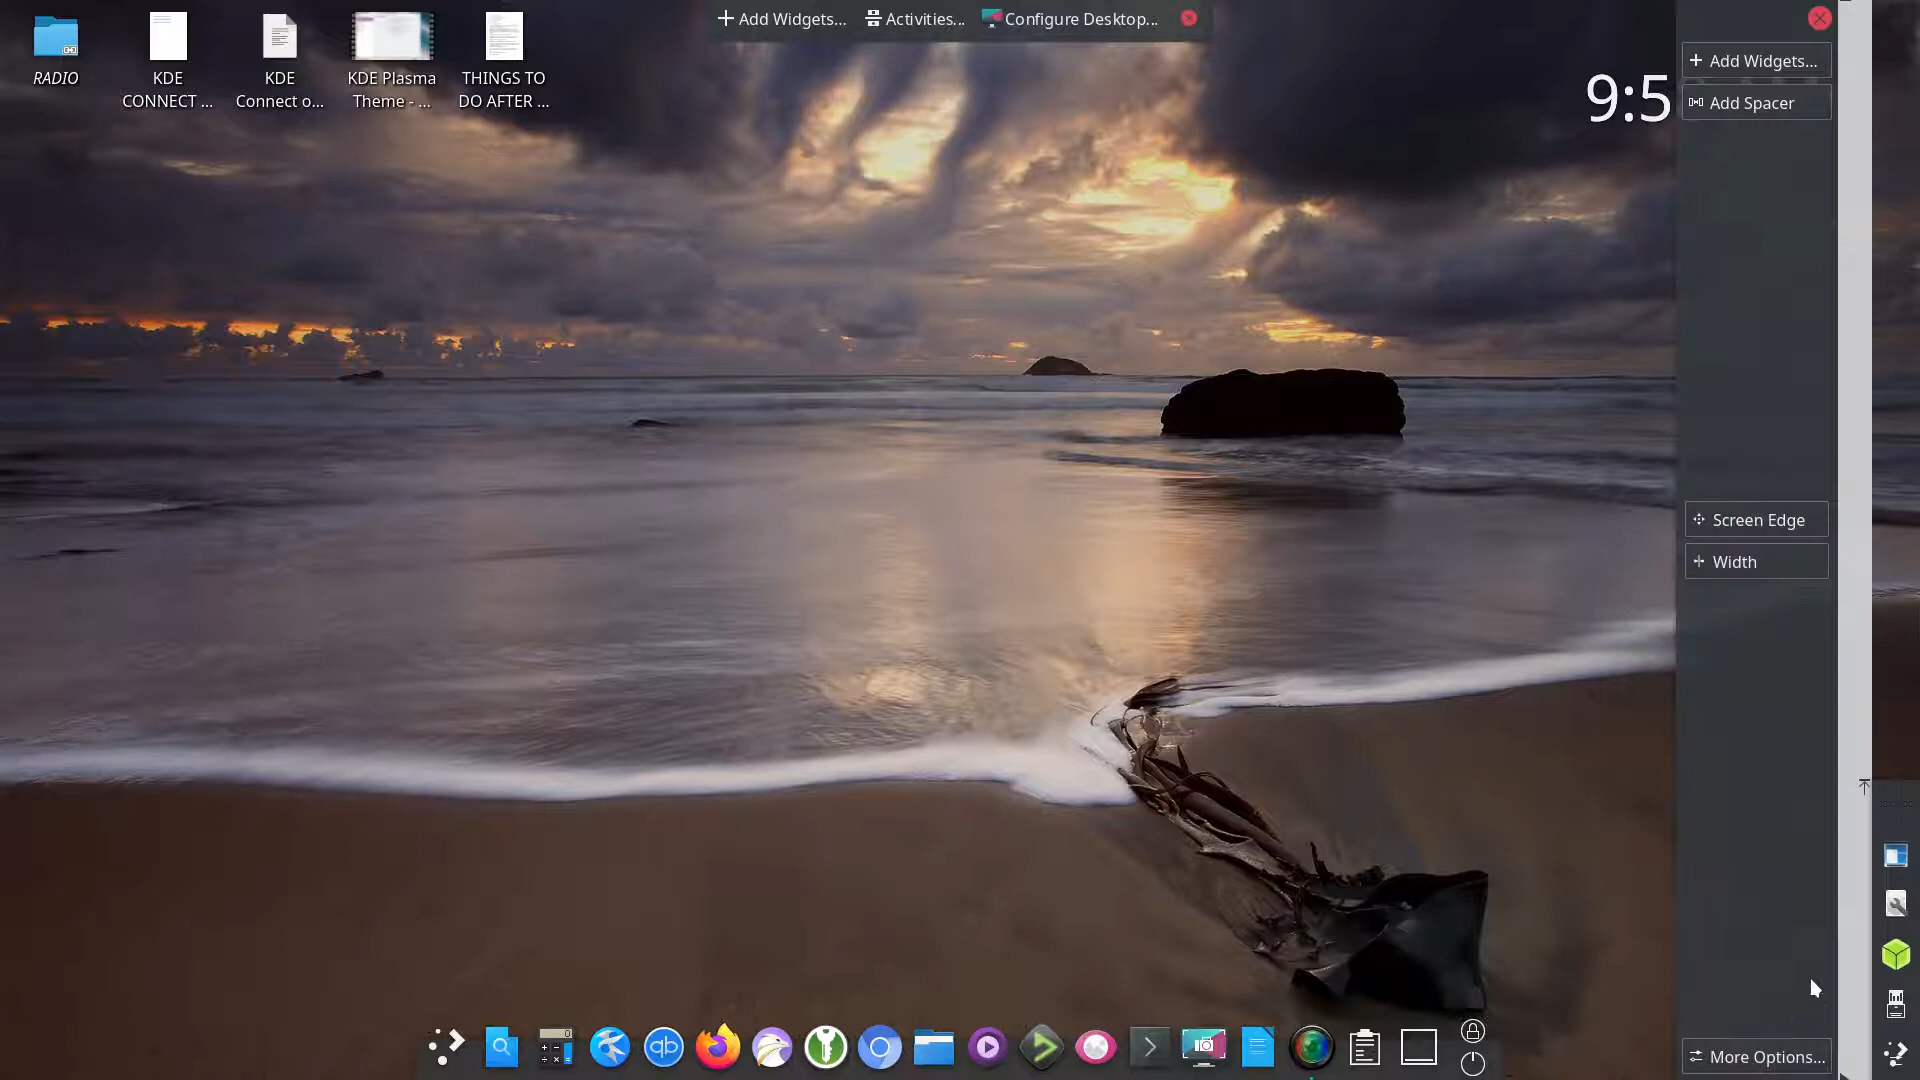 Add Widgets...
Activities...
Configure Desktop...
RADIO
KDE
CONNECT ...
KDE
Connect o...
KDE Plasma
Theme - ...
THINGS TO
DO AFTER ...
9:5
Add Widgets...
Add Spacer
Screen Edge
Width
More Options...